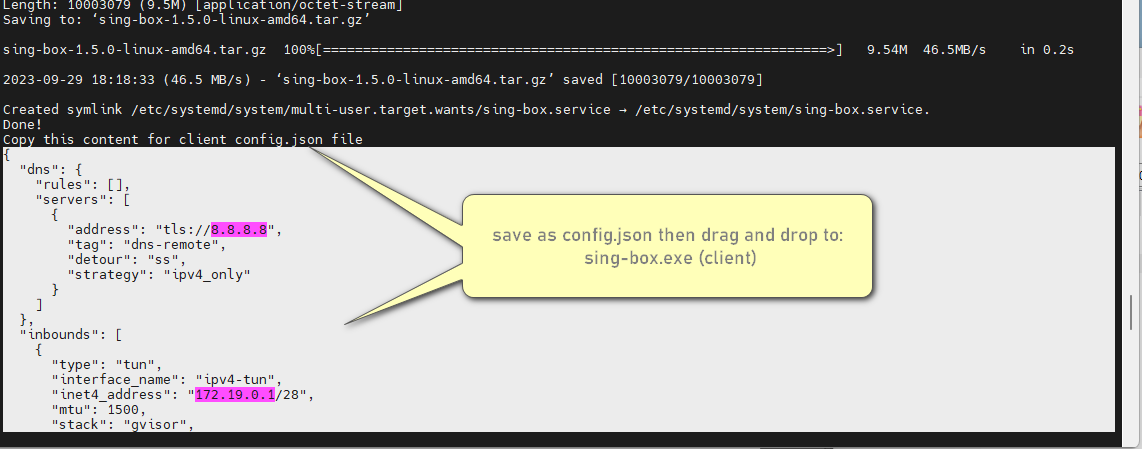 Length: 10003079 (9.5M) [application/octet-stream]
Saving to: ‘sing-box-1.5.0-linux-amd64.tar.gz’
sing-box-1.5.0-linux-amd64.tar.gz 100%[===============================================================>] 9.54M 46.5MB/s in 0.2s
2023-09-29 18:18:33 (46.5 MB/s) - ‘sing-box-1.5.0-linux-amd64.tar.gz’ saved [10003079/10003079]
Created symlink /etc/systemd/system/multi-user.target.wants/sing-box.service → /etc/systemd/system/sing-box.service.
Done!
Copy this content for client config.json file
{
"dns": {
"rules": [],
"servers": [
{
"address": "tls://8.8.8.8",
"tag": "dns-remote",
"detour": "ss",
"strategy": "ipv4_only"
}
]
},
"inbounds": [
{
"type": "tun",
"interface_name": "ipv4-tun",
"inet4_address": "172.19.0.1/28",
"mtu": 1500,
"stack": "gvisor",
save as config.json then drag and drop to:
sing-box.exe (client)